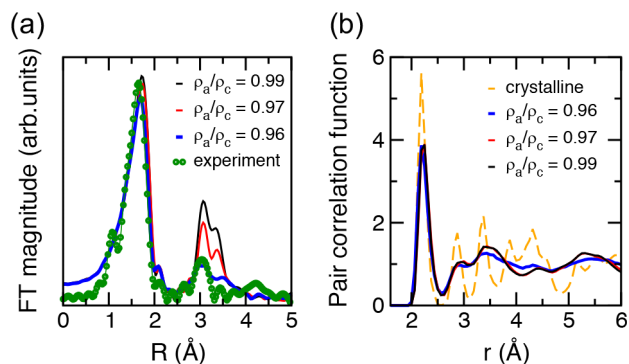 (a)
FT magnitude (arb.units)
ρa/ρc = 0.99
ρa/ρc = 0.97
ρa/ρc = 0.96
experiment
0 1 2 3 4 5
R (Å)
(b)
Pair correlation function
6
4
2
0
crystalline
ρa/ρc = 0.96
ρa/ρc = 0.97
ρa/ρc = 0.99
2 3 4 5 6
r (Å)